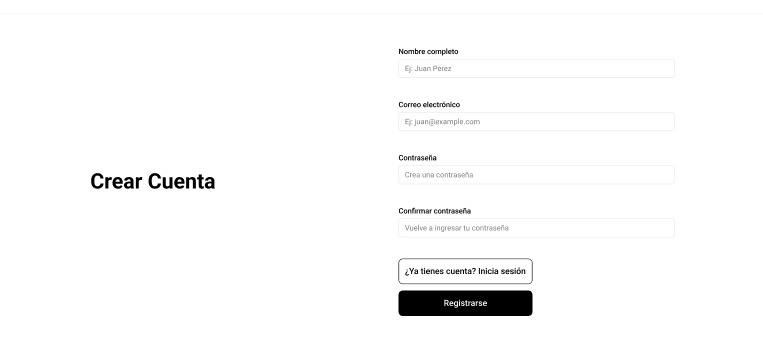 Crear Cuenta
Nombre completo
Ej: Juan Pérez
Correo electrónico
Ej: juan@example.com
Contraseña
Crea una contraseña
Confirmar contraseña
Vuelve a ingresar tu contraseña
¿Ya tienes cuenta? Inicia sesión
Registrarse